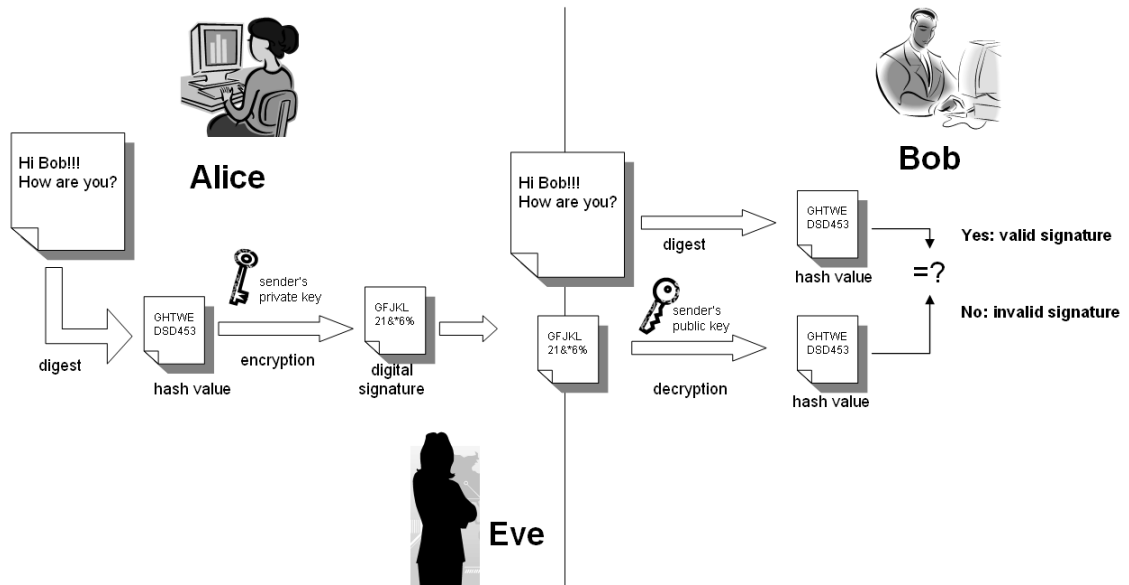 Alice
Hi Bob!!!
How are you?
digest
GHTWE
DSD453
hash value
sender's
private key
encryption
GFJKL
21&*6%
digital
signature
Eve
Bob
Hi Bob!!!
How are you?
digest
GHTWE
DSD453
hash value
GFJKL
21&*6%
sender's
public key
decryption
GHTWE
DSD453
hash value
=?
Yes: valid signature
No: invalid signature